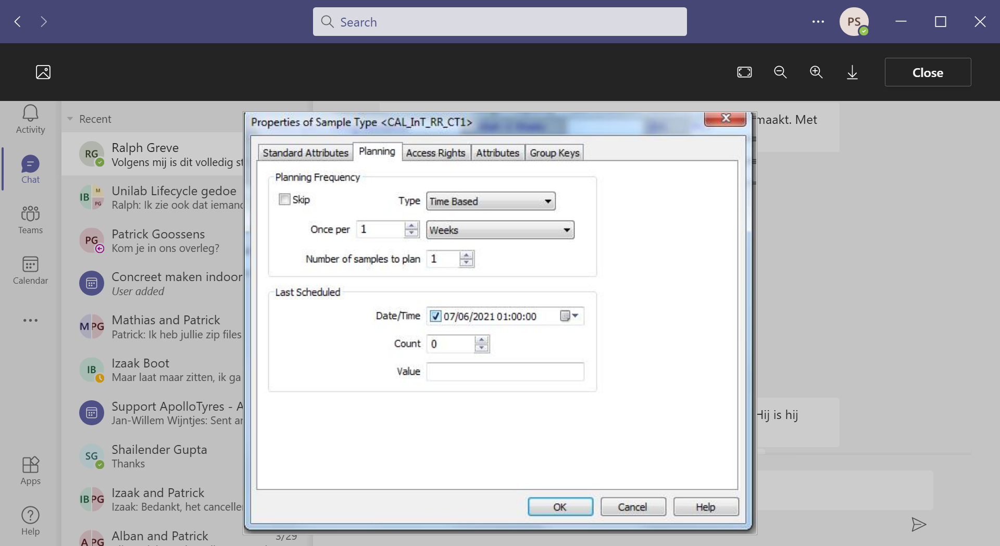 Search
PS
Close
Activity
Chat
Teams
Calendar
Apps
Help
Recent
RG
Ralph Greve
Volgens mij is dit volledig
IB M PG
Unilab Lifecycle gedoe
Ralph: Ik zie ook dat
PG
Patrick Goossens
Kom je in ons overleg?
Concreet maken indoor
User added
M PG
Mathias and Patrick
Patrick: Ik heb jullie zip files
IB
Izaak Boot
Maar laat maar zitten, ik ga
Support ApolloTyres -
Jan-Willem Wijntjes: Sent
SG
Shailender Gupta
Thanks
IB PG
Izaak and Patrick
Izaak: Bedankt, het
A PG
Alban and Patrick
3/29
Properties of Sample Type <CAL_InT_RR_CT1>
Standard Attributes Planning Access Rights Attributes Group Keys
Planning Frequency
Skip Type Time Based
Once per 1 Weeks
Number of samples to plan 1
Last Scheduled
Date/Time 07/06/2021 01:00:00
Count 0
Value
OK Cancel Help
maakt. Met
Hij is hij